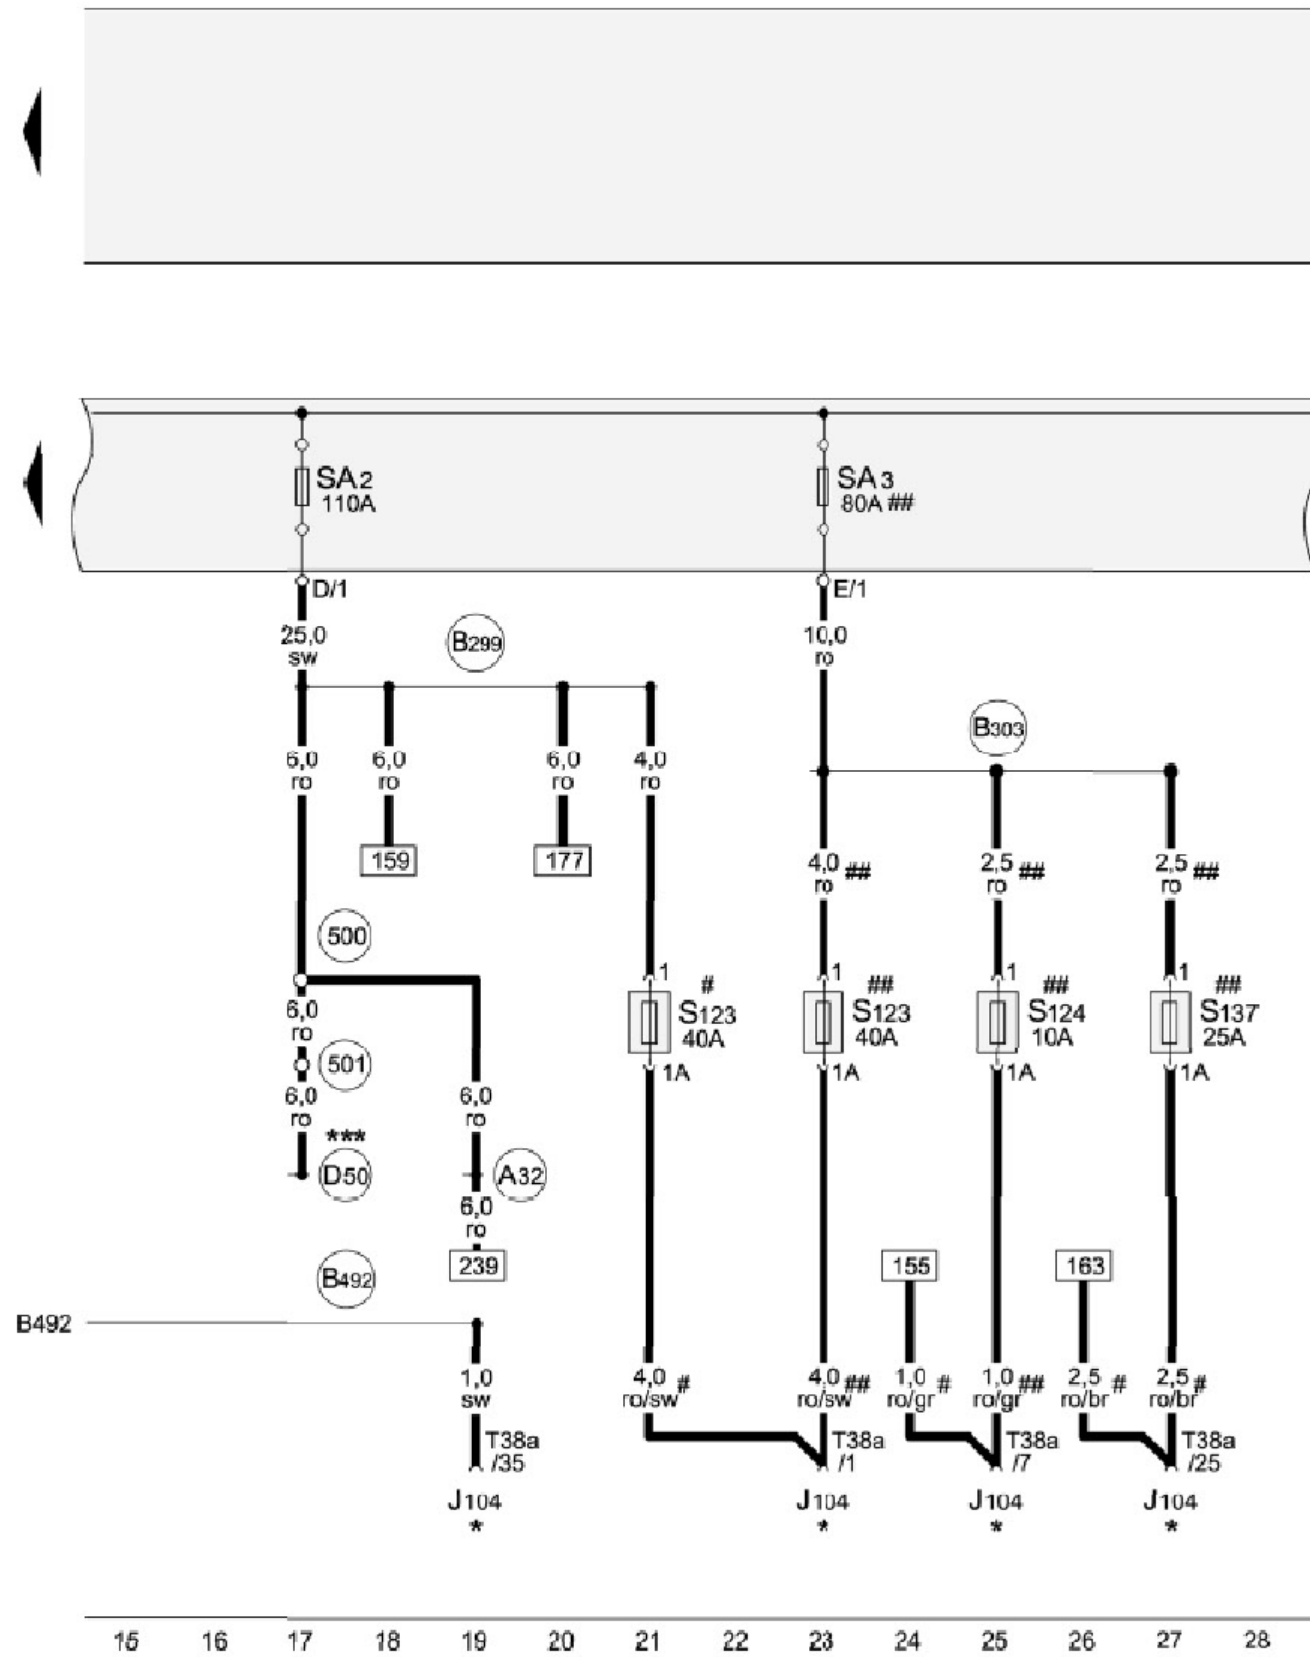 SA2
110A
SA3
80A ##
D/1
E/1
25,0
sw
B299
10,0
ro
B303
6,0
ro
6,0
ro
6,0
ro
4,0
ro
159
177
4,0
ro ##
2,5
ro ##
2,5
ro ##
500
1
#
S123
40A
1A
1
##
S123
40A
1A
1
##
S124
10A
1A
1
##
S137
25A
1A
6,0
ro
501
6,0
ro
***
D50
6,0
ro
A32
6,0
ro
239
B492
155
163
B492
1,0
sw
4,0
ro/sw #
4,0
ro/sw ##
1,0
ro/gr #
1,0
ro/gr ##
2,5
ro/br #
2,5
ro/br #
T38a
/35
T38a
/1
T38a
/7
T38a
/25
J104
*
J104
*
J104
*
J104
*
15 16 17 18 19 20 21 22 23 24 25 26 27 28